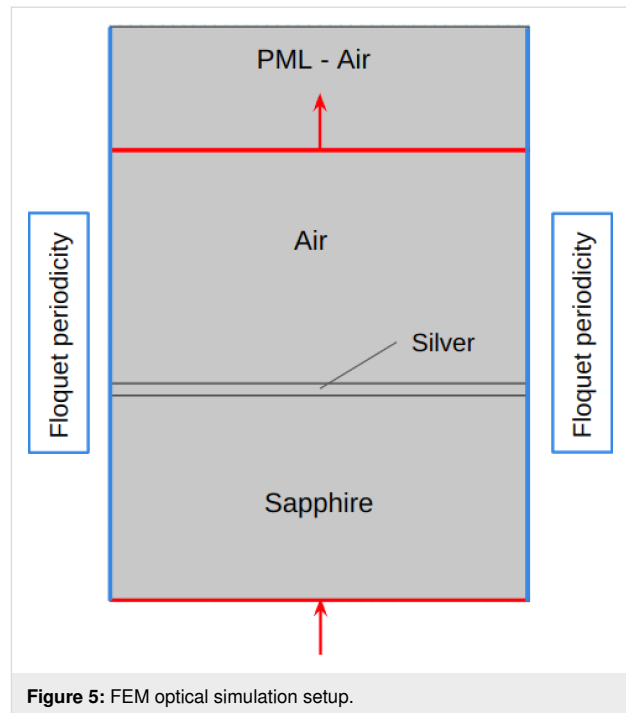 PML - Air
Air
Floquet periodicity
Floquet periodicity
Silver
Sapphire
Figure 5: FEM optical simulation setup.